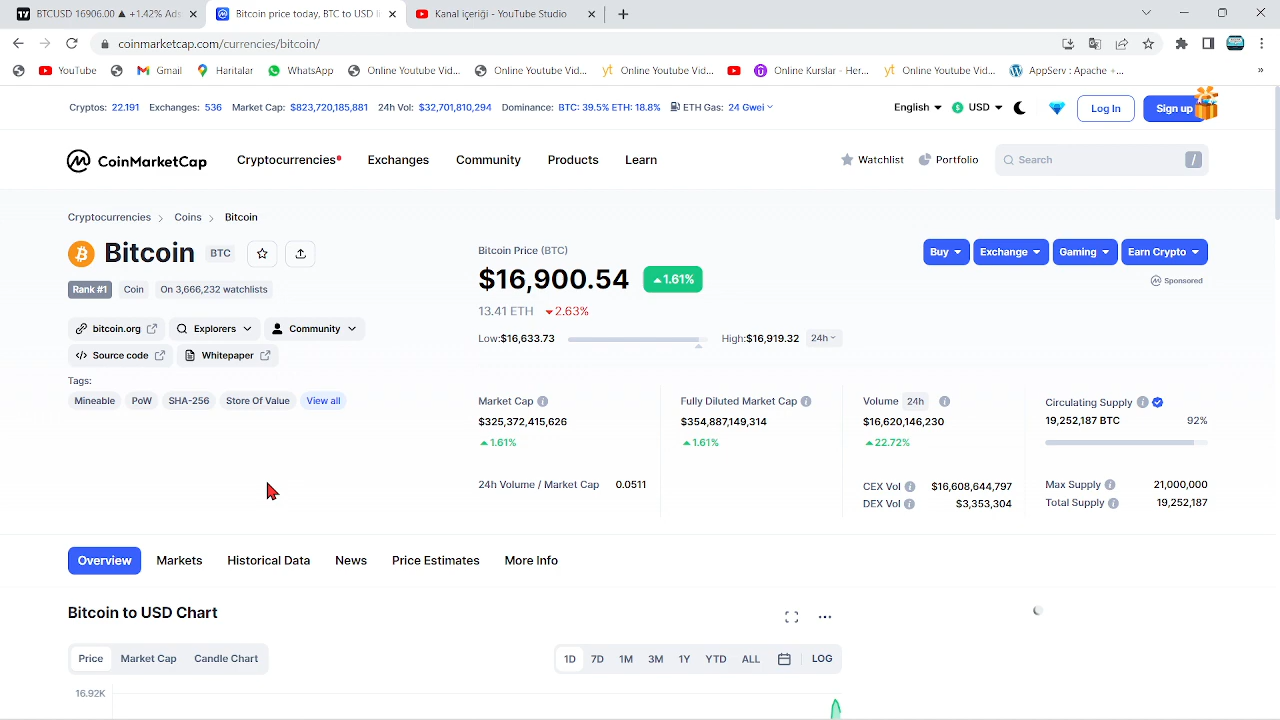 BTCUSD 16906.00 ▲ +1.42% Ads
Bitcoin price today, BTC to USD li
Kanal içeriği - YouTube Studio
coinmarketcap.com/currencies/bitcoin/
YouTube
Gmail
Haritalar
WhatsApp
Online Youtube Vid...
Online Youtube Vid...
yt Online Youtube Vid...
Online Kurslar - Her...
yt Online Youtube Vid...
AppServ : Apache +...
»
Cryptos: 22.191 Exchanges: 536 Market Cap: $823,720,185,881 24h Vol: $32,701,810,294 Dominance: BTC: 39.5% ETH: 18.8% ETH Gas: 24 Gwei
English USD Log In Sign up
CoinMarketCap Cryptocurrencies Exchanges Community Products Learn Watchlist Portfolio Search /
Cryptocurrencies > Coins > Bitcoin
Bitcoin BTC
Rank #1 Coin On 3,666,232 watchlists
bitcoin.org Explorers Community
Source code Whitepaper
Tags:
Mineable PoW SHA-256 Store Of Value View all
Bitcoin Price (BTC)
$16,900.54 ▲1.61%
13.41 ETH ▼2.63%
Low:$16,633.73 High:$16,919.32 24h
Buy Exchange Gaming Earn Crypto
Sponsored
Market Cap
$325,372,415,626
▲1.61%
24h Volume / Market Cap 0.0511
Fully Diluted Market Cap
$354,887,149,314
▲1.61%
Volume 24h
$16,620,146,230
▲22.72%
CEX Vol $16,608,644,797
DEX Vol $3,353,304
Circulating Supply
19,252,187 BTC 92%
Max Supply 21,000,000
Total Supply 19,252,187
Overview Markets Historical Data News Price Estimates More Info
Bitcoin to USD Chart
Price Market Cap Candle Chart
1D 7D 1M 3M 1Y YTD ALL LOG
16.92K